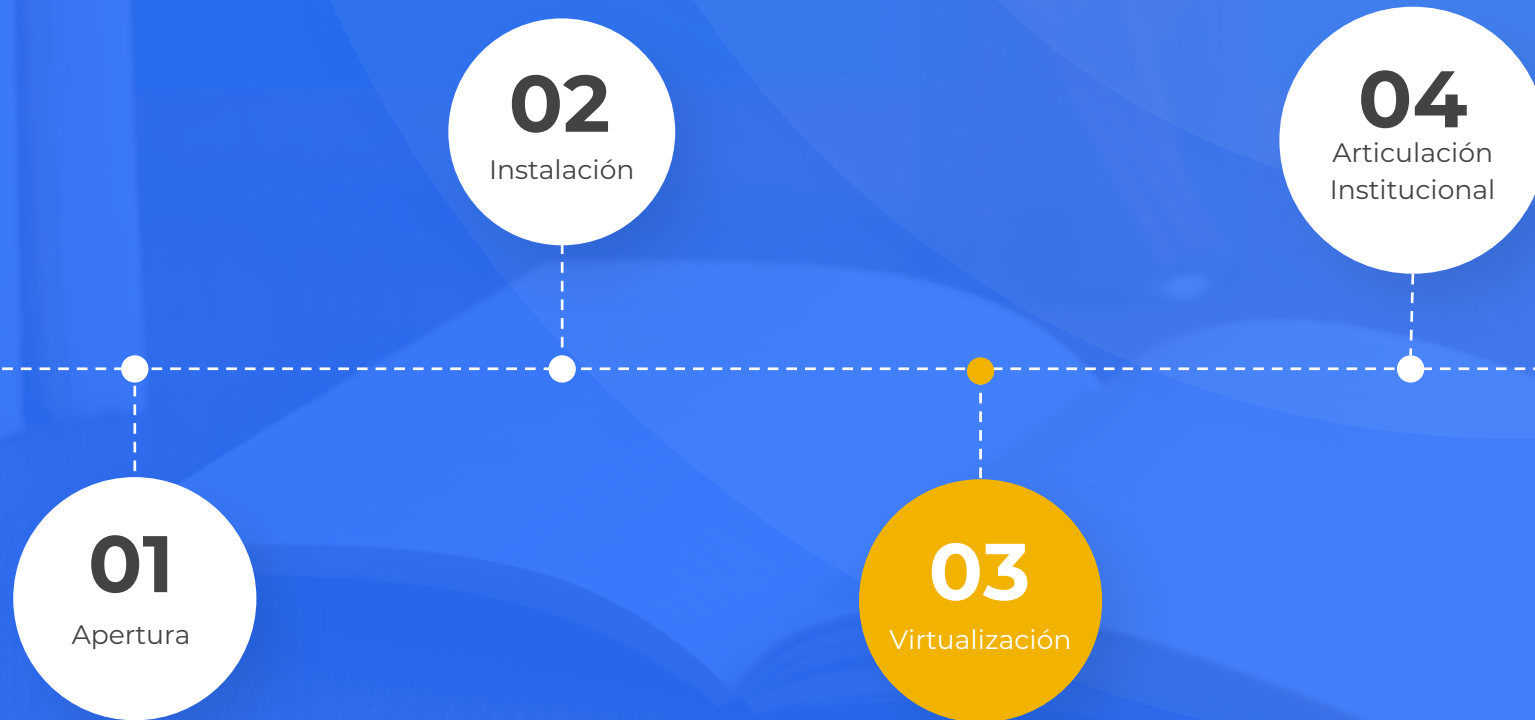 01
Apertura
02
Instalación
03
Virtualización
04
Articulación
Institucional